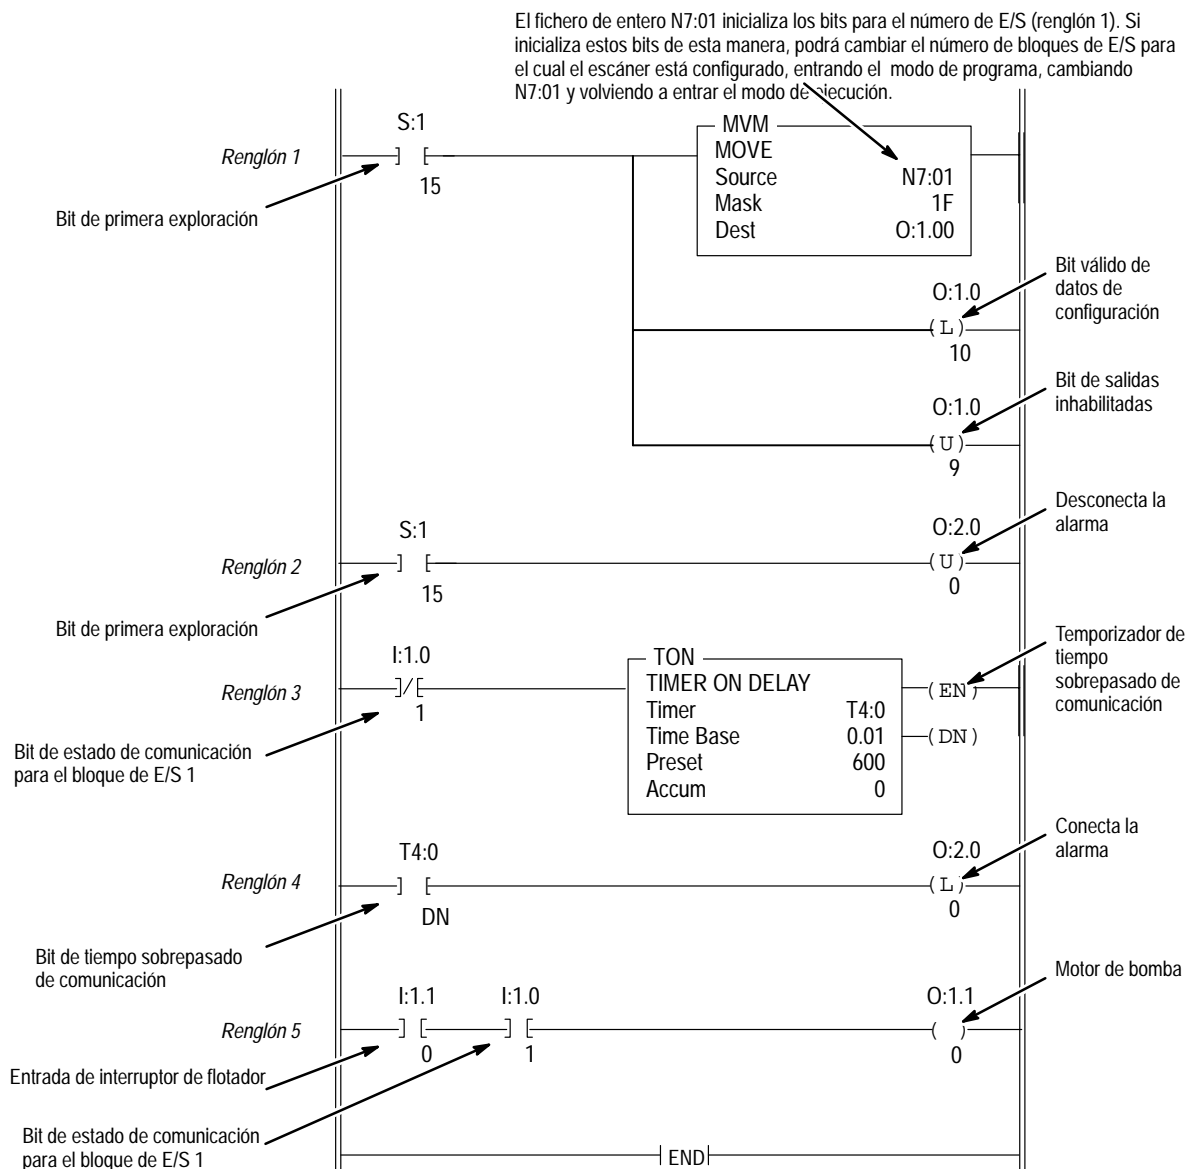 El fichero de entero N7:01 inicializa los bits para el número de E/S (renglón 1). Si
inicializa estos bits de esta manera, podrá cambiar el número de bloques de E/S para
el cual el escáner está configurado, entrando el modo de programa, cambiando
N7:01 y volviendo a entrar el modo de ejecución.
S:1
MVM
Renglón 1
] [
MOVE
15
Source N7:01
Mask 1F
Dest O:1.00
Bit de primera exploración
Bit válido de
datos de
configuración
O:1.0
(L)
10
Bit de salidas
inhabilitadas
O:1.0
(U)
9
Desconecta la
alarma
S:1
O:2.0
Renglón 2
] [
(U)
15
0
Bit de primera exploración
Temporizador de
tiempo
sobrepasado de
comunicación
I:1.0
TON
Renglón 3
]/[
TIMER ON DELAY
(EN)
1
Timer T4:0
Time Base 0.01
(DN)
Preset 600
Accum 0
Bit de estado de comunicación
para el bloque de E/S 1
Conecta la
alarma
T4:0
O:2.0
Renglón 4
] [
(L)
DN
0
Bit de tiempo sobrepasado
de comunicación
Motor de bomba
I:1.1
I:1.0
O:1.1
Renglón 5
] [
] [
( )
0
1
0
Entrada de interruptor de flotador
Bit de estado de comunicación
para el bloque de E/S 1
END